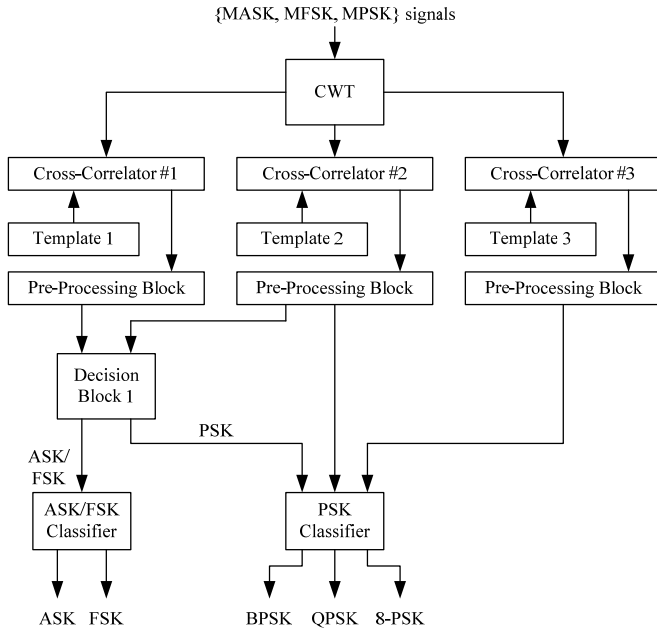 {MASK, MFSK, MPSK} signals
CWT
Cross-Correlator #1
Cross-Correlator #2
Cross-Correlator #3
Template 1
Template 2
Template 3
Pre-Processing Block
Pre-Processing Block
Pre-Processing Block
Decision
Block 1
PSK
ASK/
FSK
ASK/FSK
Classifier
PSK
Classifier
ASK
FSK
BPSK
QPSK
8-PSK